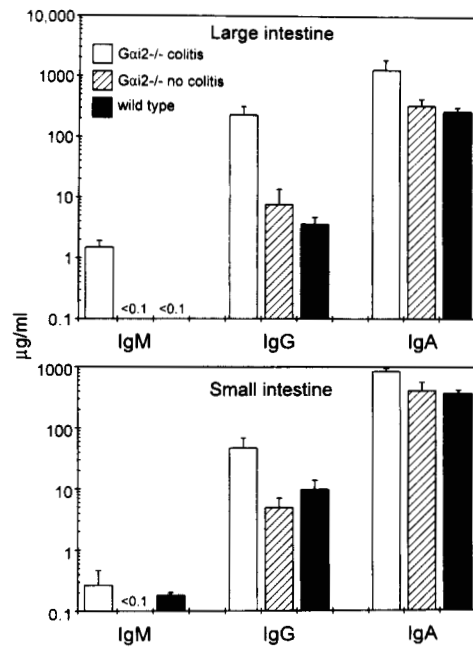 10,000
Large intestine
Gαi2-/- colitis
1000
Gαi2-/- no colitis
wild type
100
10
1
<0.1 <0.1
0.1
IgM IgG IgA
µg/ml
1000
Small intestine
100
10
1
<0.1
0.1
IgM IgG IgA